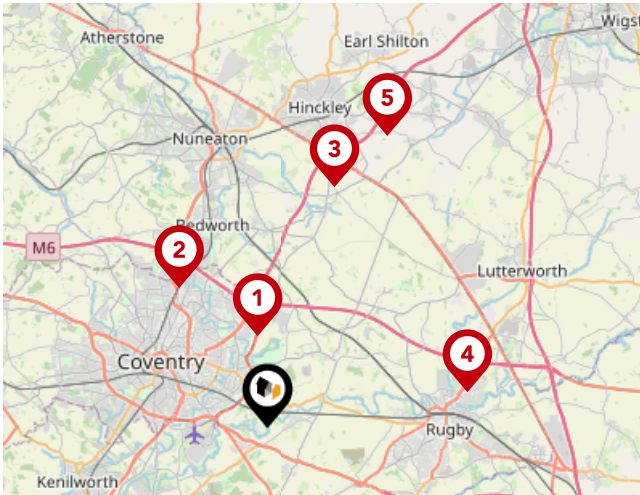 Atherstone
Earl Shilton
Wigst
Hinckley
5
Nuneaton
3
Bedworth
M6
2
Lutterworth
1
Coventry
4
Rugby
Kenilworth